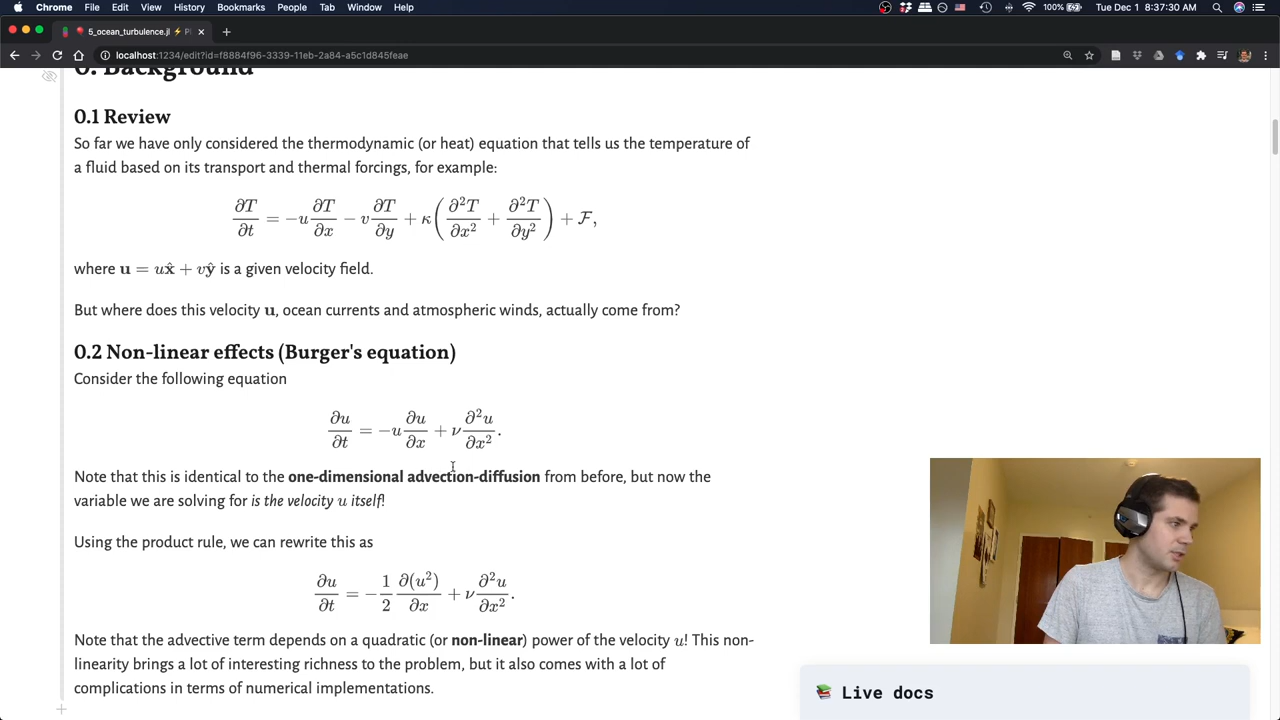 Chrome File Edit View History Bookmarks People Tab Window Help 100% Tue Dec 1 8:37:30 AM
5_ocean_turbulence.jl ⚡ Pl
localhost:1234/edit?id=f8884f96-3339-11eb-2a84-a5c1d845feae
0. Background
0.1 Review
So far we have only considered the thermodynamic (or heat) equation that tells us the temperature of
a fluid based on its transport and thermal forcings, for example:
∂T/∂t = −u ∂T/∂x − v ∂T/∂y + κ(∂²T/∂x² + ∂²T/∂y²) + ℱ,
where u = ux̂ + vŷ is a given velocity field.
But where does this velocity u, ocean currents and atmospheric winds, actually come from?
0.2 Non-linear effects (Burger's equation)
Consider the following equation
∂u/∂t = −u ∂u/∂x + ν ∂²u/∂x².
Note that this is identical to the one-dimensional advection-diffusion from before, but now the
variable we are solving for is the velocity u itself!
Using the product rule, we can rewrite this as
∂u/∂t = −1/2 ∂(u²)/∂x + ν ∂²u/∂x².
Note that the advective term depends on a quadratic (or non-linear) power of the velocity u! This non-
linearity brings a lot of interesting richness to the problem, but it also comes with a lot of
complications in terms of numerical implementations.
Live docs